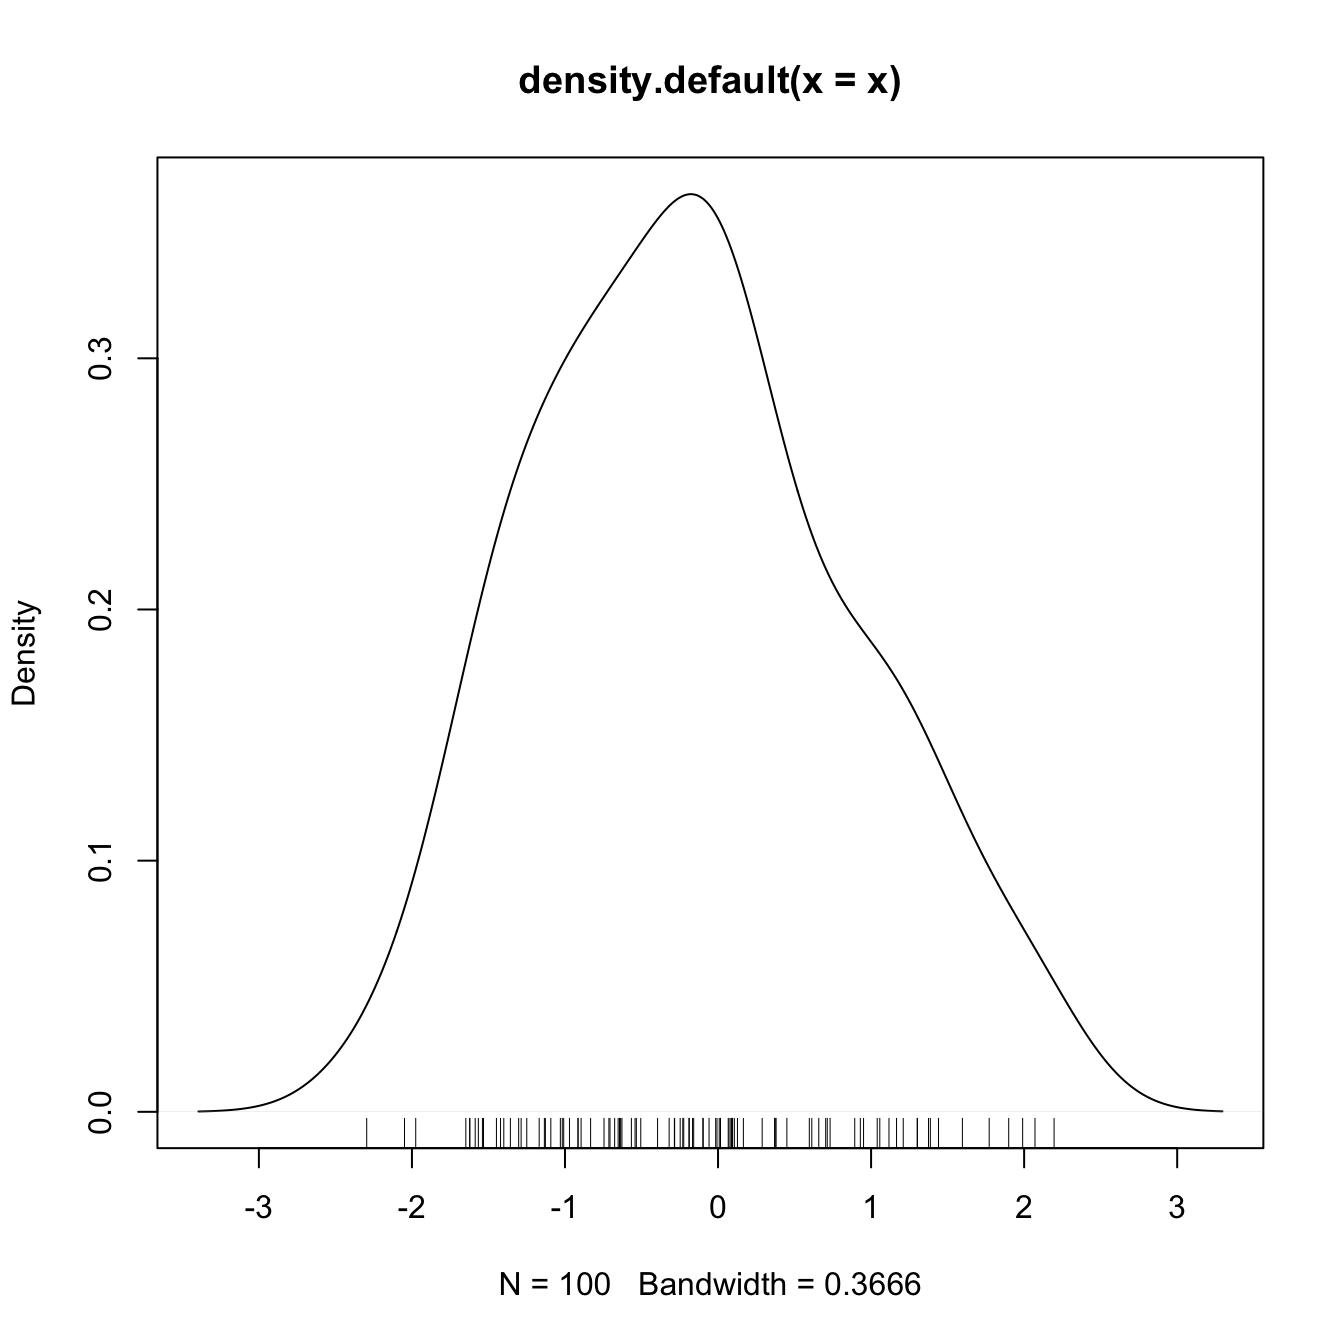 density.default(x = x)
Density
0.0
0.1
0.2
0.3
-3 -2 -1 0 1 2 3
N = 100 Bandwidth = 0.3666